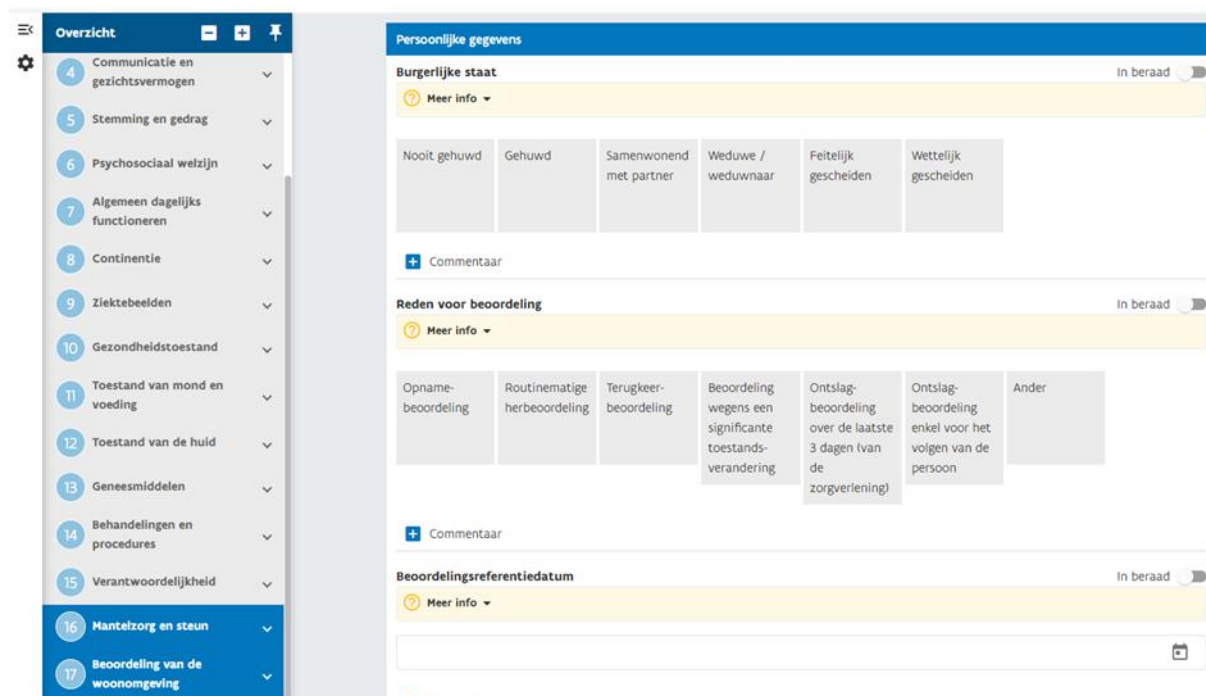 Overzicht
4
Communicatie en
gezichtsvermogen
5
Stemming en gedrag
6
Psychosociaal welzijn
7
Algemeen dagelijks
functioneren
8
Continentie
9
Ziektebeelden
10
Gezondheidstoestand
11
Toestand van mond en
voeding
12
Toestand van de huid
13
Geneesmiddelen
14
Behandelingen en
procedures
15
Verantwoordelijkheid
16
Mantelzorg en steun
17
Beoordeling van de
woonomgeving
Persoonlijke gegevens
Burgerlijke staat
In beraad
Meer info
Nooit gehuwd
Gehuwd
Samenwonend
met partner
Weduwe /
weduwnaar
Feitelijk
gescheiden
Wettelijk
gescheiden
Commentaar
Reden voor beoordeling
In beraad
Meer info
Opname-
beoordeling
Routinematige
herbeoordeling
Terugkeer-
beoordeling
Beoordeling
wegens een
significante
toestands-
verandering
Ontslag-
beoordeling
over de laatste
3 dagen (van
de
zorgverlening)
Ontslag-
beoordeling
enkel voor het
volgen van de
persoon
Ander
Commentaar
Beoordelingsreferentiedatum
In beraad
Meer info